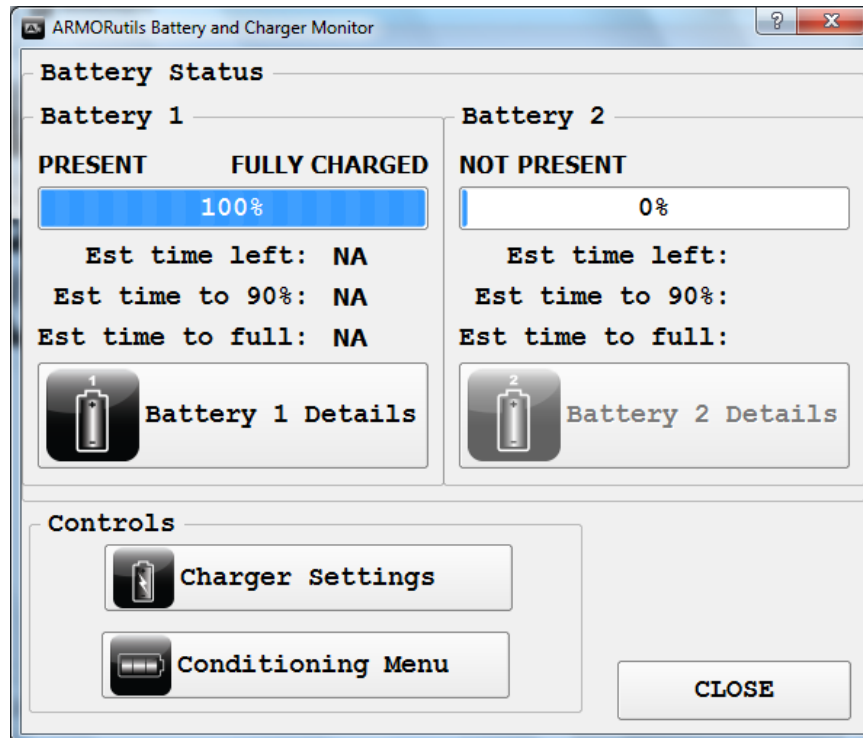 ARMORutils Battery and Charger Monitor
Battery Status
Battery 1
PRESENT FULLY CHARGED
100%
Est time left: NA
Est time to 90%: NA
Est time to full: NA
1
Battery 1 Details
Battery 2
NOT PRESENT
0%
Est time left:
Est time to 90%:
Est time to full:
2
Battery 2 Details
Controls
Charger Settings
Conditioning Menu
CLOSE